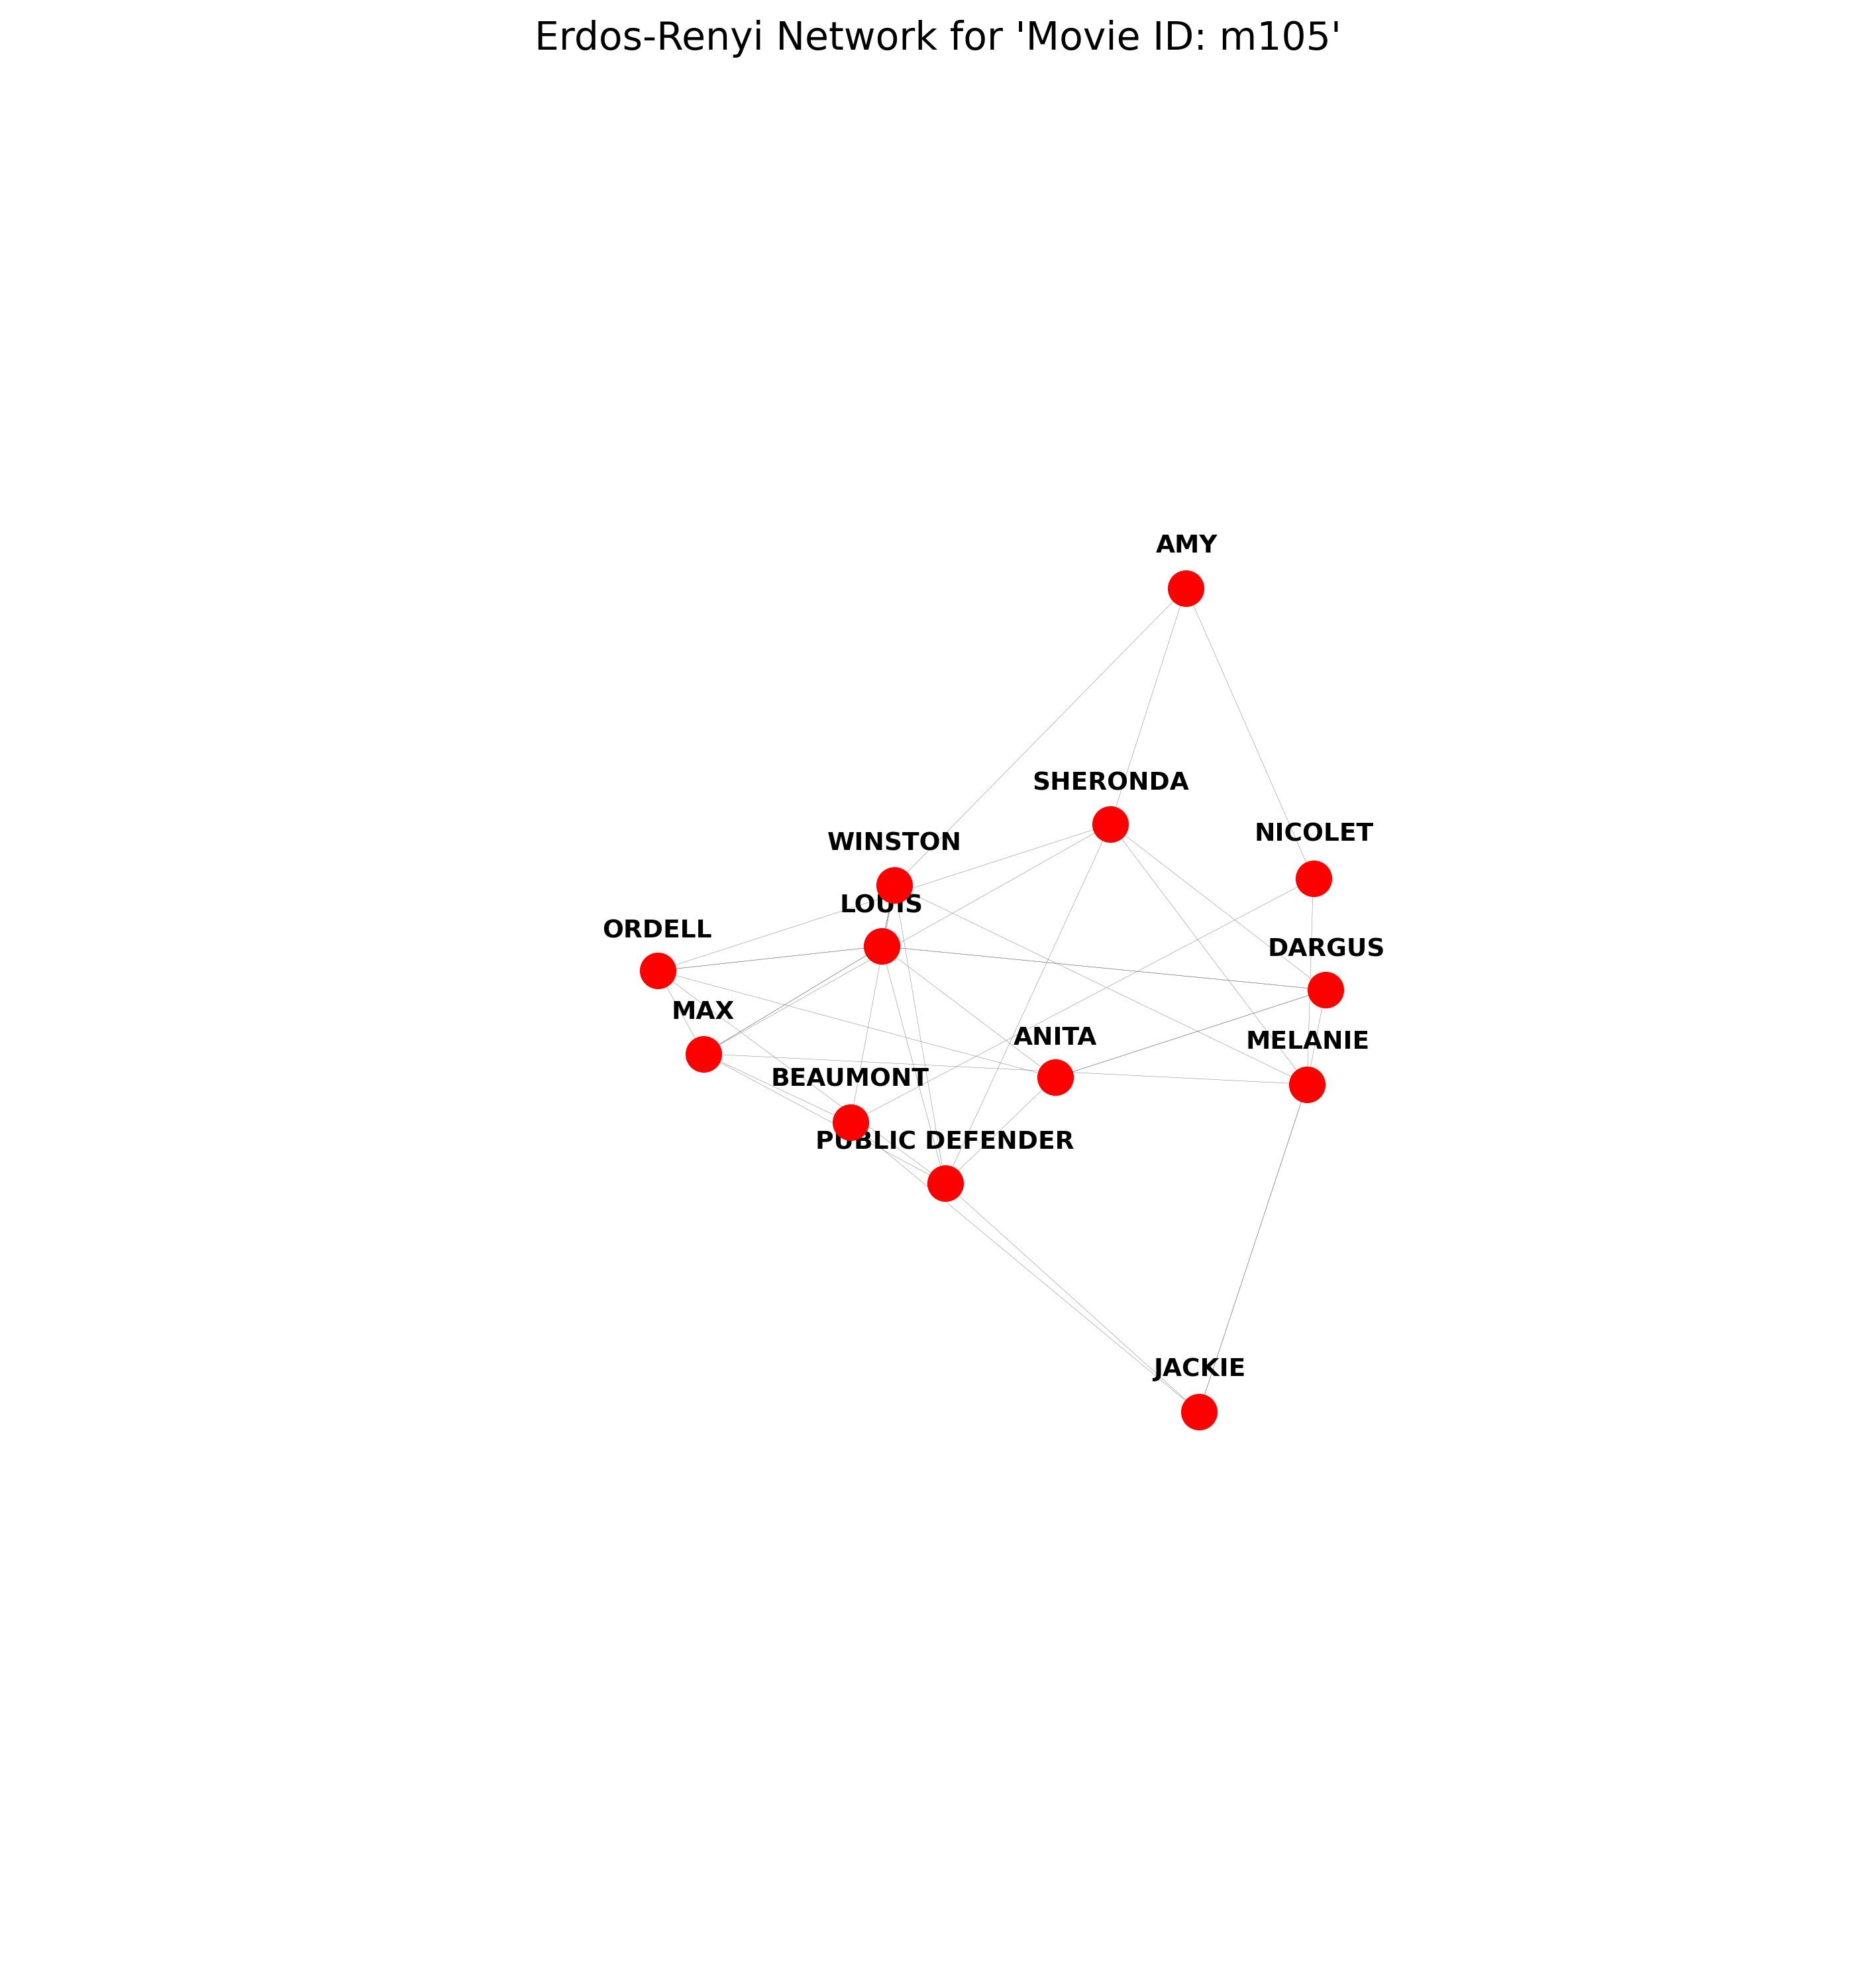 Erdos-Renyi Network for 'Movie ID: m105'
AMY
SHERONDA
NICOLET
WINSTON
LOUIS
ORDELL
DARGUS
MAX
ANITA
MELANIE
BEAUMONT
PUBLIC DEFENDER
JACKIE